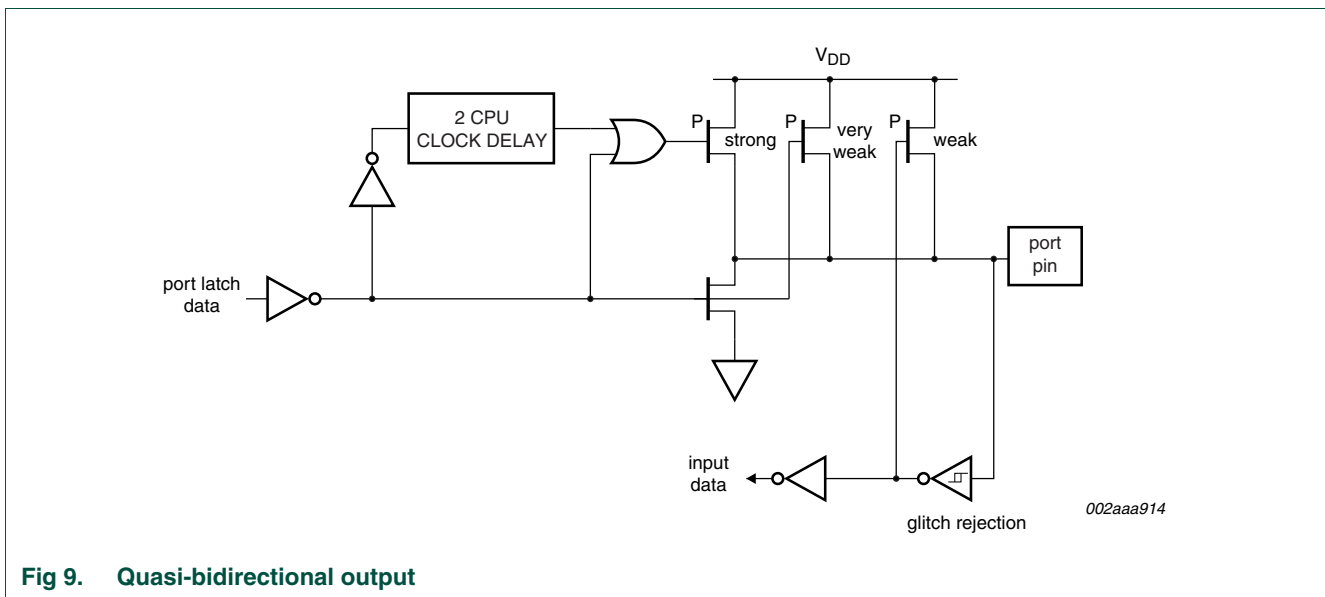 VDD
2 CPU
CLOCK DELAY
P
strong
P
very
weak
P
weak
port
pin
port latch
data
input
data
glitch rejection
002aaa914
Fig 9. Quasi-bidirectional output